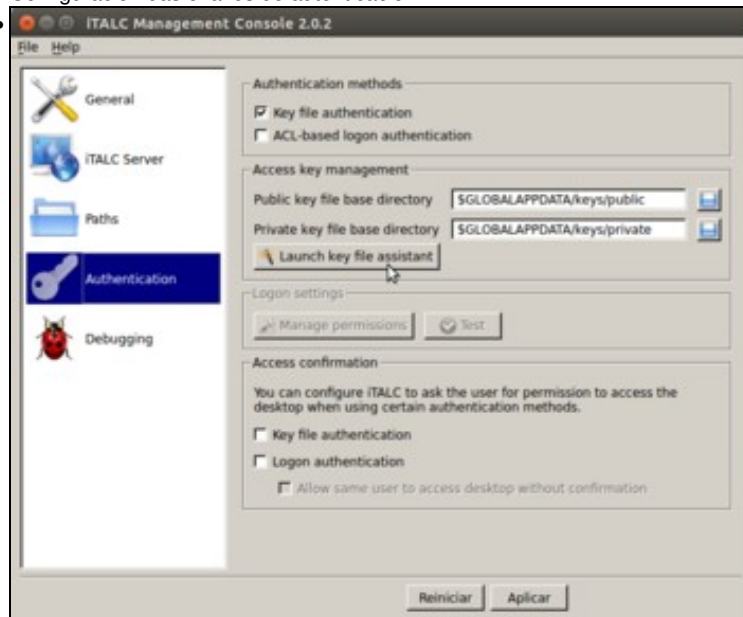 iTALC Management Console 2.0.2
File Help
General
iTALC Server
Paths
Authentication
Debugging
Authentication methods
Key file authentication
ACL-based logon authentication
Access key management
Public key file base directory $GLOBALAPPDATA/keys/public
Private key file base directory $GLOBALAPPDATA/keys/private
Launch key file assistant
Logon settings
Manage permissions Test
Access confirmation
You can configure iTALC to ask the user for permission to access the
desktop when using certain authentication methods.
Key file authentication
Logon authentication
Allow same user to access desktop without confirmation
Reiniciar Aplicar